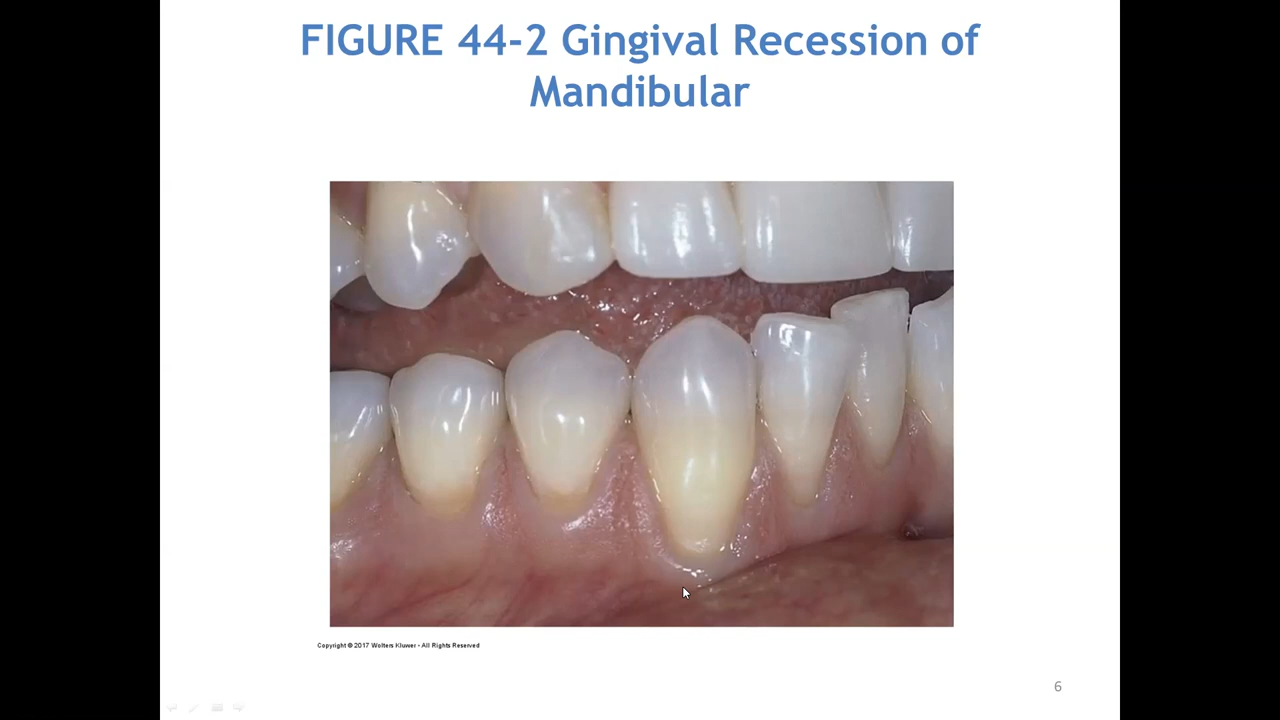 FIGURE 44-2 Gingival Recession of
Mandibular
Copyright © 2017 Wolters Kluwer - All Rights Reserved
6